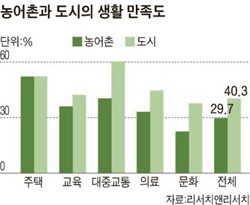 농어촌과 도시의 생활 만족도
단위:%
농어촌 도시
60
30
0
40.3
29.7
주택 교육 대중교통 의료 문화 전체
자료:리서치앤리서치